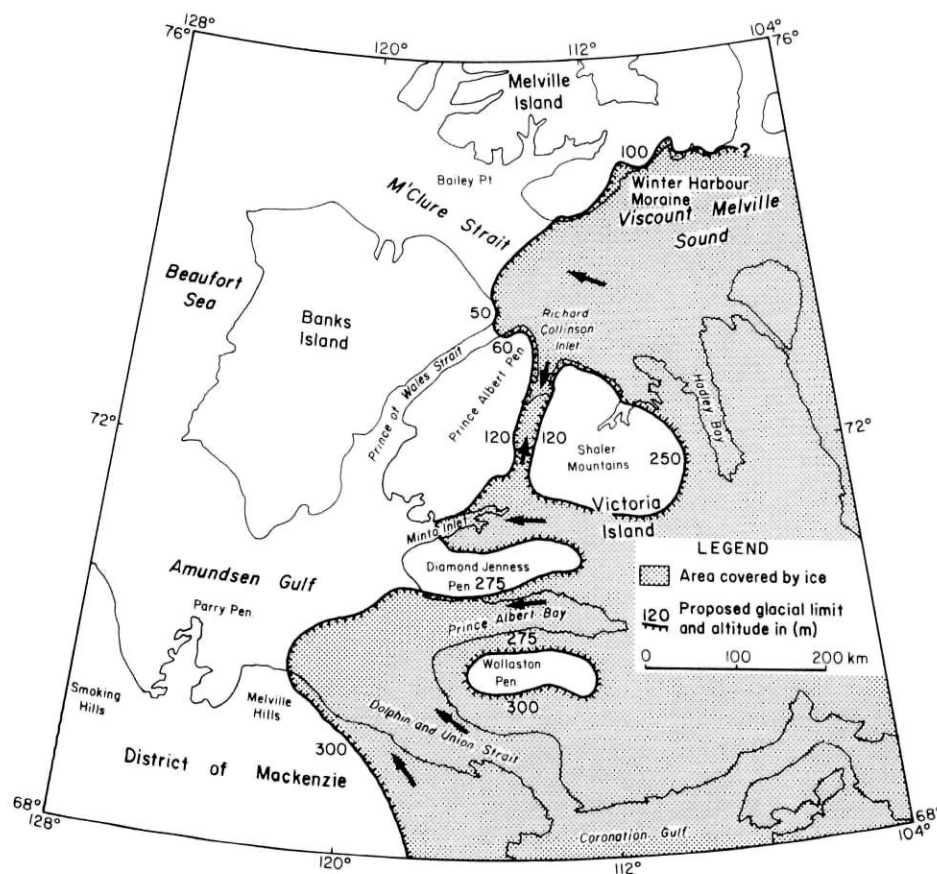 128°
76°
120°
112°
104°
76°
Melville
Island
100
?
Bailey Pt
Winter Harbour
Moraine
M'Clure Strait
Viscount Melville
Sound
Beaufort
Sea
Banks
Island
50
60
Richard
Collinson
Inlet
Prince of Wales Strait
Prince Albert Pen
Hadley Bay
72°
72°
120
120
Shaler
Mountains
250
Victoria
Island
Minto Inlet
Diamond Jenness
Pen 275
Amundsen Gulf
Parry Pen.
Prince Albert Bay
275
Wollaston
Pen
300
LEGEND
Area covered by ice
120 Proposed glacial limit
and altitude in (m)
0 100 200 km
Smoking
Hills
Melville
Hills
Dolphin and Union Strait
300
District of Mackenzie
Coronation Gulf
68°
128°
120°
112°
68°
104°